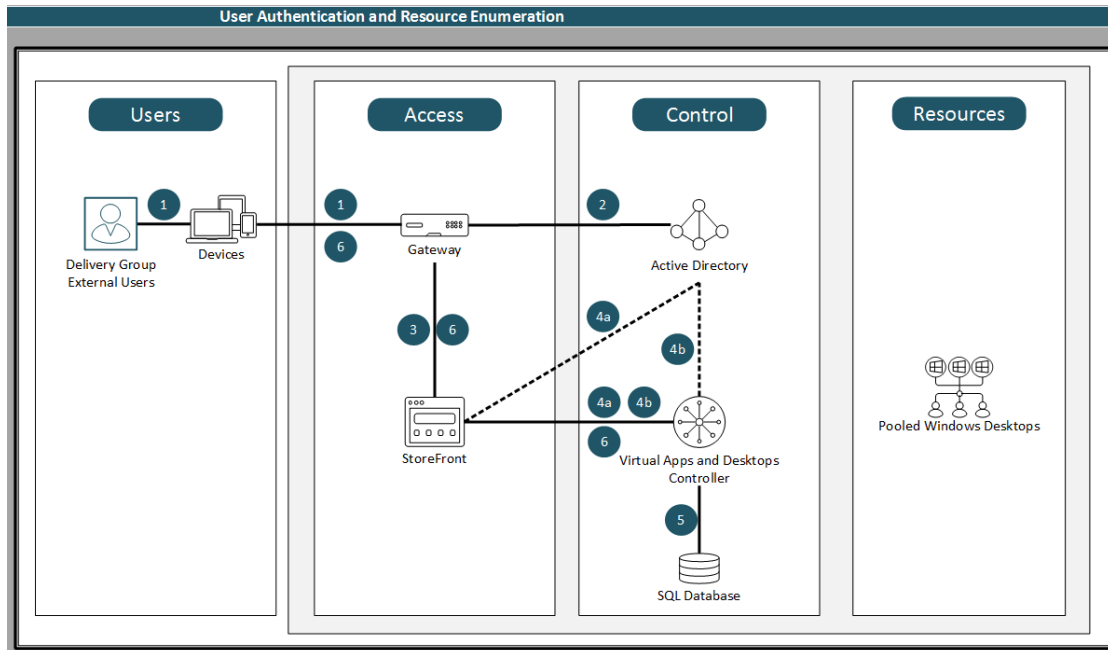 User Authentication and Resource Enumeration
Users
Access
Control
Resources
1
1
2
6
Delivery Group
External Users
Devices
Gateway
Active Directory
4a
3
6
4b
4a
4b
6
StoreFront
Virtual Apps and Desktops
Controller
Pooled Windows Desktops
5
SQL Database